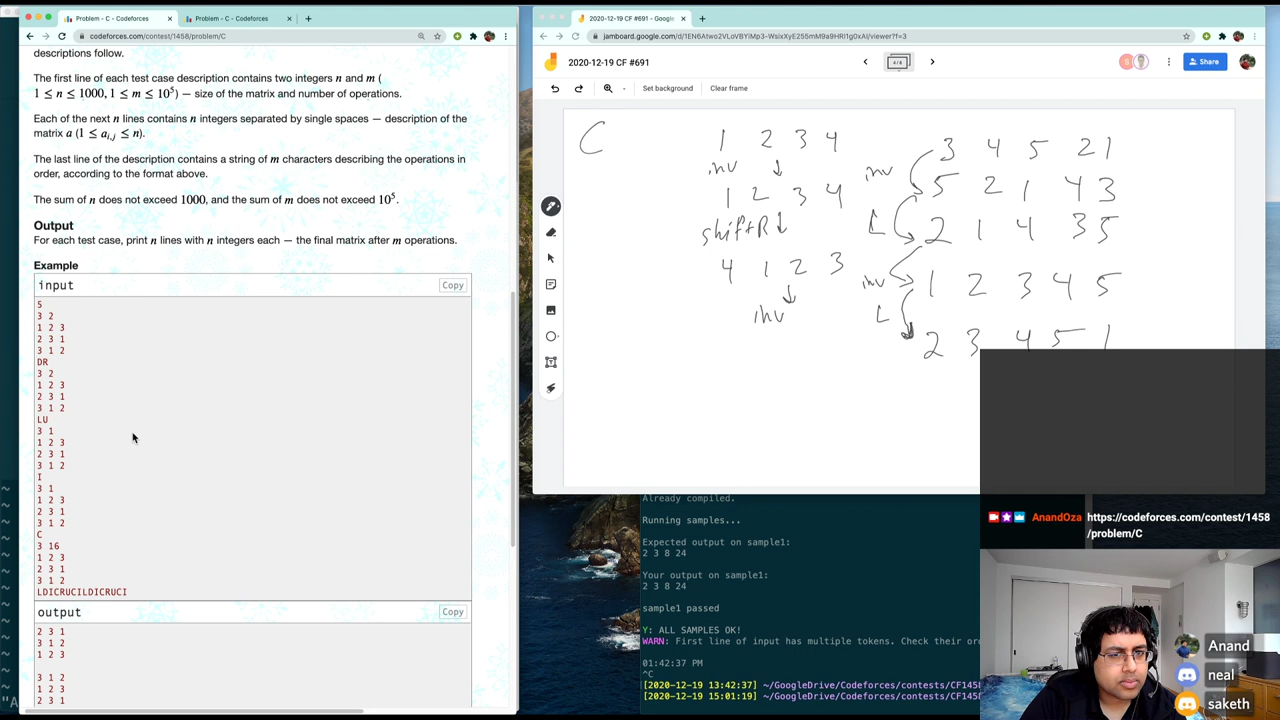 Problem - C - Codeforces
Problem - C - Codeforces
codeforces.com/contest/1458/problem/C
descriptions follow.
The first line of each test case description contains two integers n and m (
1 ≤ n ≤ 1000, 1 ≤ m ≤ 10^5) — size of the matrix and number of operations.
Each of the next n lines contains n integers separated by single spaces — description of the
matrix a (1 ≤ a_{i,j} ≤ n).
The last line of the description contains a string of m characters describing the operations in
order, according to the format above.
The sum of n does not exceed 1000, and the sum of m does not exceed 10^5.
Output
For each test case, print n lines with n integers each — the final matrix after m operations.
Example
input
Copy
5
3 2
1 2 3
2 3 1
3 1 2
DR
3 2
1 2 3
2 3 1
3 1 2
LU
3 1
1 2 3
2 3 1
3 1 2
I
3 1
1 2 3
2 3 1
3 1 2
C
3 16
1 2 3
2 3 1
3 1 2
LDICRUCILDICRUCI
output
Copy
2 3 1
3 1 2
1 2 3
3 1 2
1 2 3
2 3 1
2020-12-19 CF #691 - Google
2020-12-19 CF #691
4/8
Share
Set background
Clear frame
C
1 2 3 4
inv
1 2 3 4
shift R
4 1 2 3
inv
3 4 5 2 1
inv
5 2 1 4 3
L
2 1 4 3 5
inv
1 2 3 4 5
L
2 3 4 5 1
Already compiled.
Running samples...
Expected output on sample1:
2 3 8 24
Your output on sample1:
2 3 8 24
sample1 passed
Y: ALL SAMPLES OK!
WARN: First line of input has multiple tokens. Check their
01:42:37 PM
^C
[2020-12-19 13:42:37] ~/GoogleDrive/Codeforces/contests/CF145
[2020-12-19 15:01:19] ~/GoogleDrive/Codeforces/contests/CF145
AnandOza https://codeforces.com/contest/1458
/problem/C
Anand
neal
saketh